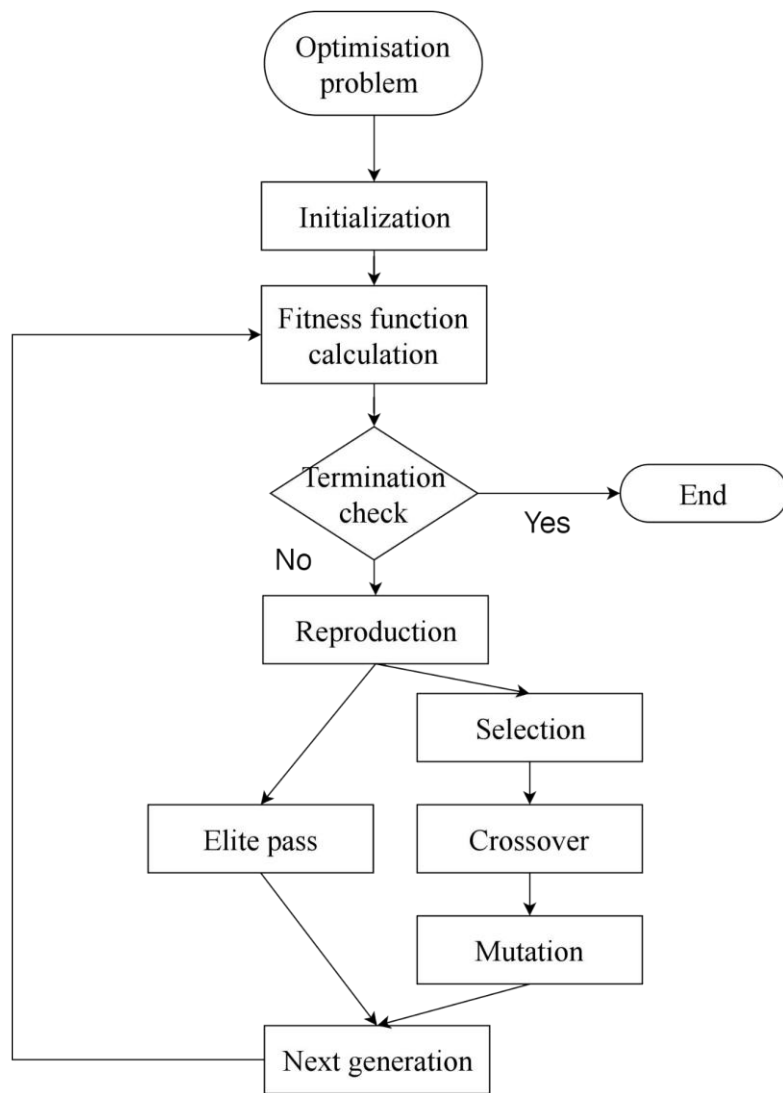 Optimisation
problem
Initialization
Fitness function
calculation
Termination
check
Yes
End
No
Reproduction
Selection
Elite pass
Crossover
Mutation
Next generation